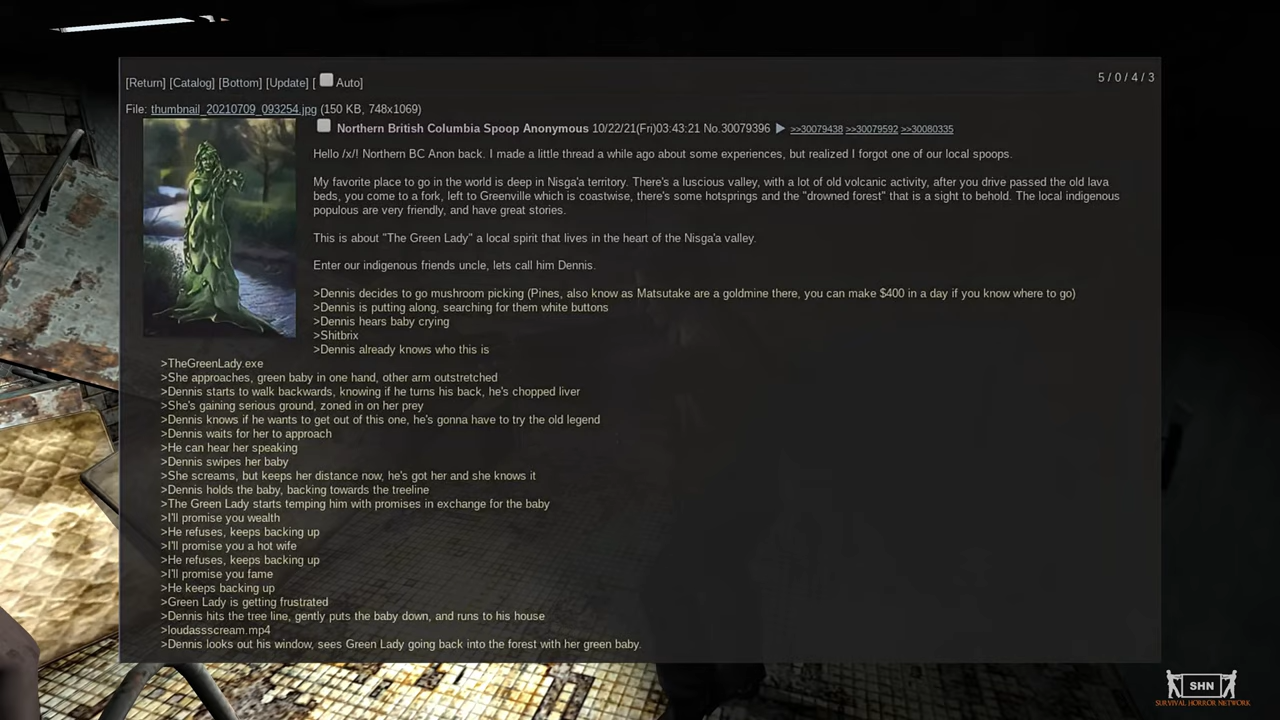 [Return] [Catalog] [Bottom] [Update] [ Auto]
5 / 0 / 4 / 3
File: thumbnail_20210709_093254.jpg (150 KB, 748x1069)
Northern British Columbia Spoop Anonymous 10/22/21(Fri)03:43:21 No.30079396 ▶ >>30079438 >>30079592 >>30080335
Hello /x/! Northern BC Anon back. I made a little thread a while ago about some experiences, but realized I forgot one of our local spoops.
My favorite place to go in the world is deep in Nisga'a territory. There's a luscious valley, with a lot of old volcanic activity, after you drive passed the old lava
beds, you come to a fork, left to Greenville which is coastwise, there's some hotsprings and the "drowned forest" that is a sight to behold. The local indigenous
populous are very friendly, and have great stories.
This is about "The Green Lady" a local spirit that lives in the heart of the Nisga'a valley.
Enter our indigenous friends uncle, lets call him Dennis.
>Dennis decides to go mushroom picking (Pines, also know as Matsutake are a goldmine there, you can make $400 in a day if you know where to go)
>Dennis is putting along, searching for them white buttons
>Dennis hears baby crying
>Shitbrix
>Dennis already knows who this is
>TheGreenLady.exe
>She approaches, green baby in one hand, other arm outstretched
>Dennis starts to walk backwards, knowing if he turns his back, he's chopped liver
>She's gaining serious ground, zoned in on her prey
>Dennis knows if he wants to get out of this one, he's gonna have to try the old legend
>Dennis waits for her to approach
>He can hear her speaking
>Dennis swipes her baby
>She screams, but keeps her distance now, he's got her and she knows it
>Dennis holds the baby, backing towards the treeline
>The Green Lady starts temping him with promises in exchange for the baby
>I'll promise you wealth
>He refuses, keeps backing up
>I'll promise you a hot wife
>He refuses, keeps backing up
>I'll promise you fame
>He keeps backing up
>Green Lady is getting frustrated
>Dennis hits the tree line, gently puts the baby down, and runs to his house
>loudassscream.mp4
>Dennis looks out his window, sees Green Lady going back into the forest with her green baby.
SHN
SURVIVAL HORROR NETWORK